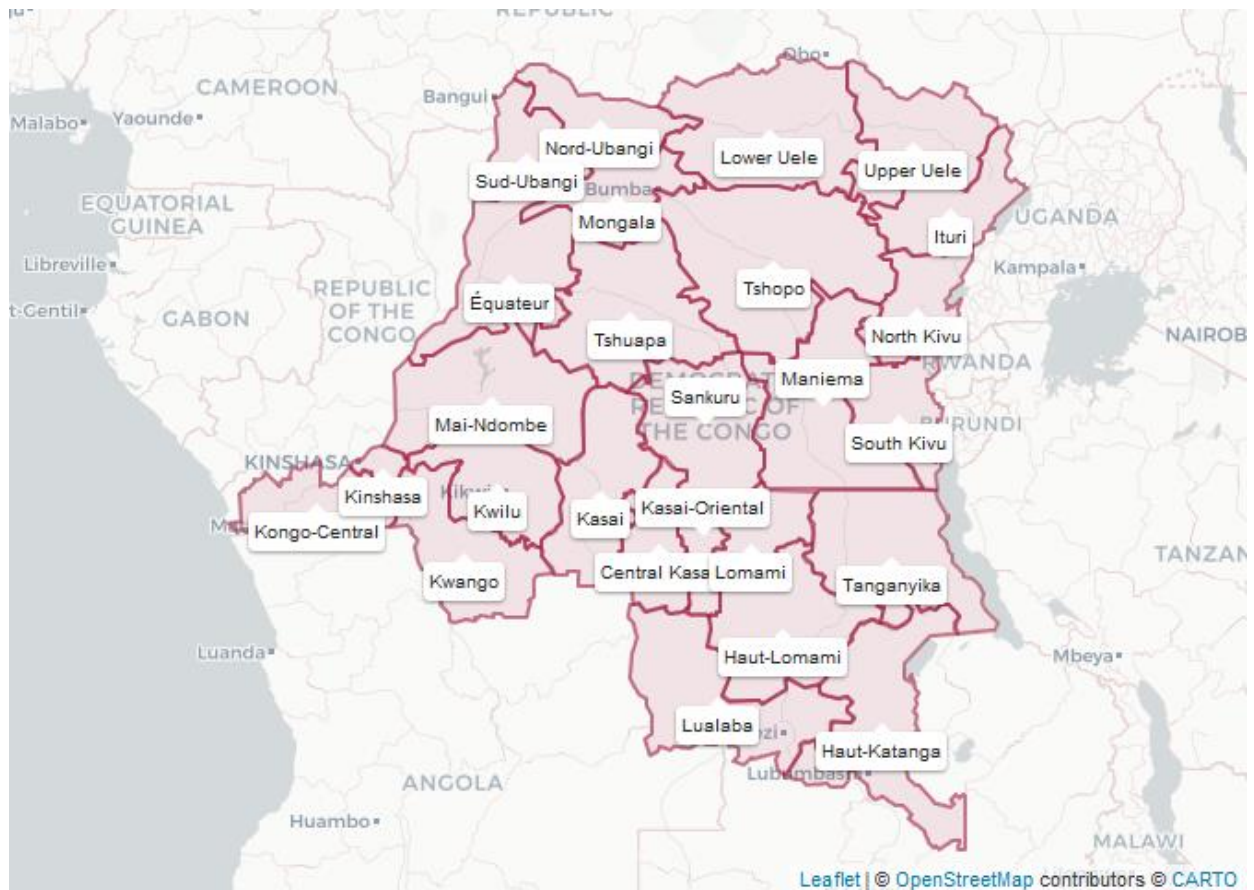 REPUBLIC
Obo
CAMEROON
Bangui
Malabo
Yaounde
Nord-Ubangi
Lower Uele
Upper Uele
Sud-Ubangi
Bumba
EQUATORIAL
GUINEA
Mongala
UGANDA
Ituri
Libreville
Kampala
REPUBLIC
OF THE
CONGO
Tshopo
Équateur
t-Gentil
GABON
NAIROB
Tshuapa
North Kivu
RWANDA
Maniema
Sankuru
OF
THE CONGO
Mai-Ndombe
BURUNDI
South Kivu
KINSHASA
Kinshasa
Kwilu
Kasai
Kasai-Oriental
Kongo-Central
TANZAN
Kwango
Central Kasa
Lomami
Tanganyika
Luanda
Haut-Lomami
Mbeya
Lualaba
Haut-Katanga
ANGOLA
Huambo
MALAWI
Leaflet | © OpenStreetMap contributors © CARTO